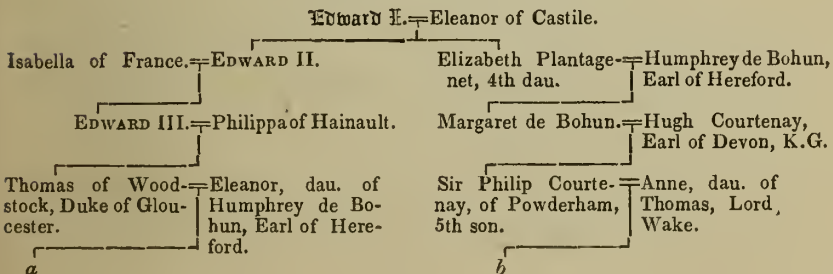 Edward I.=Eleanor of Castile.
Isabella of France.=EDWARD II.
Elizabeth Plantage-=Humphrey de Bohun,
net, 4th dau. Earl of Hereford.
EDWARD III.=Philippa of Hainault.
Margaret de Bohun.=Hugh Courtenay,
Earl of Devon, K.G.
Thomas of Wood-=Eleanor, dau. of
stock, Duke of Glou- Humphrey de Bo-
cester. hun, Earl of Here-
ford.
Sir Philip Courte-=Anne, dau. of
nay, of Powderham, Thomas, Lord
5th son. Wake.
a
b